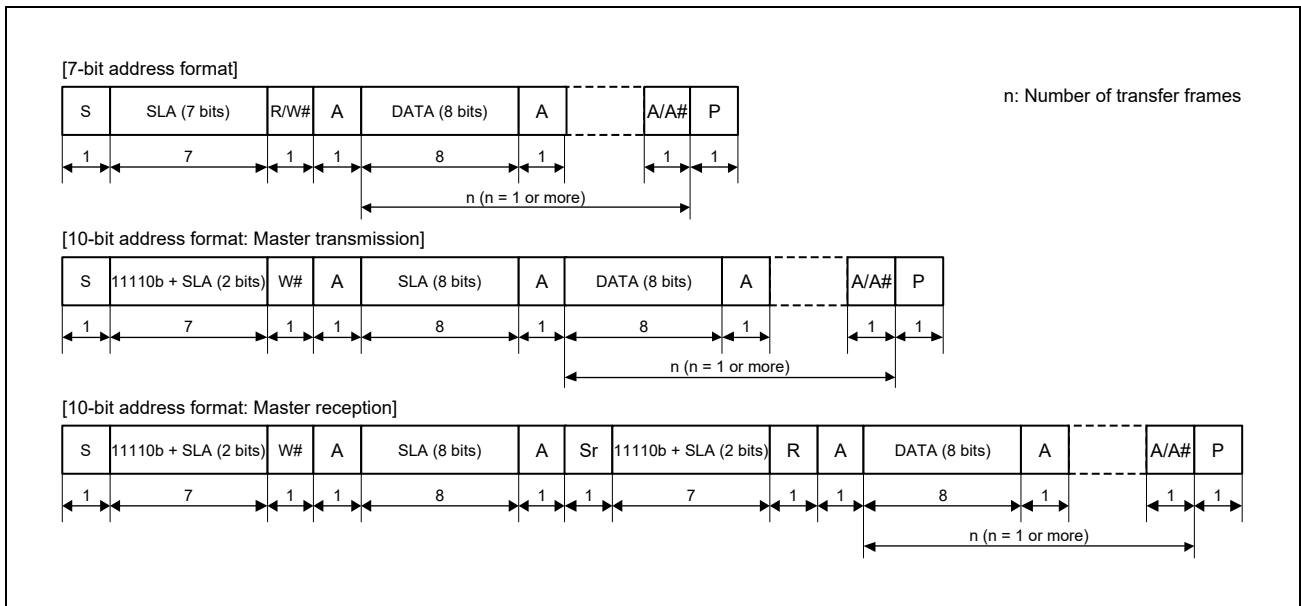 [7-bit address format]
n: Number of transfer frames
S SLA (7 bits) R/W# A DATA (8 bits) A A/A# P
1 7 1 1 8 1 1 1
n (n = 1 or more)
[10-bit address format: Master transmission]
S 11110b + SLA (2 bits) W# A SLA (8 bits) A DATA (8 bits) A A/A# P
1 7 1 1 8 1 8 1 1 1
n (n = 1 or more)
[10-bit address format: Master reception]
S 11110b + SLA (2 bits) W# A SLA (8 bits) A Sr 11110b + SLA (2 bits) R A DATA (8 bits) A A/A# P
1 7 1 1 8 1 1 7 1 1 8 1 1 1
n (n = 1 or more)